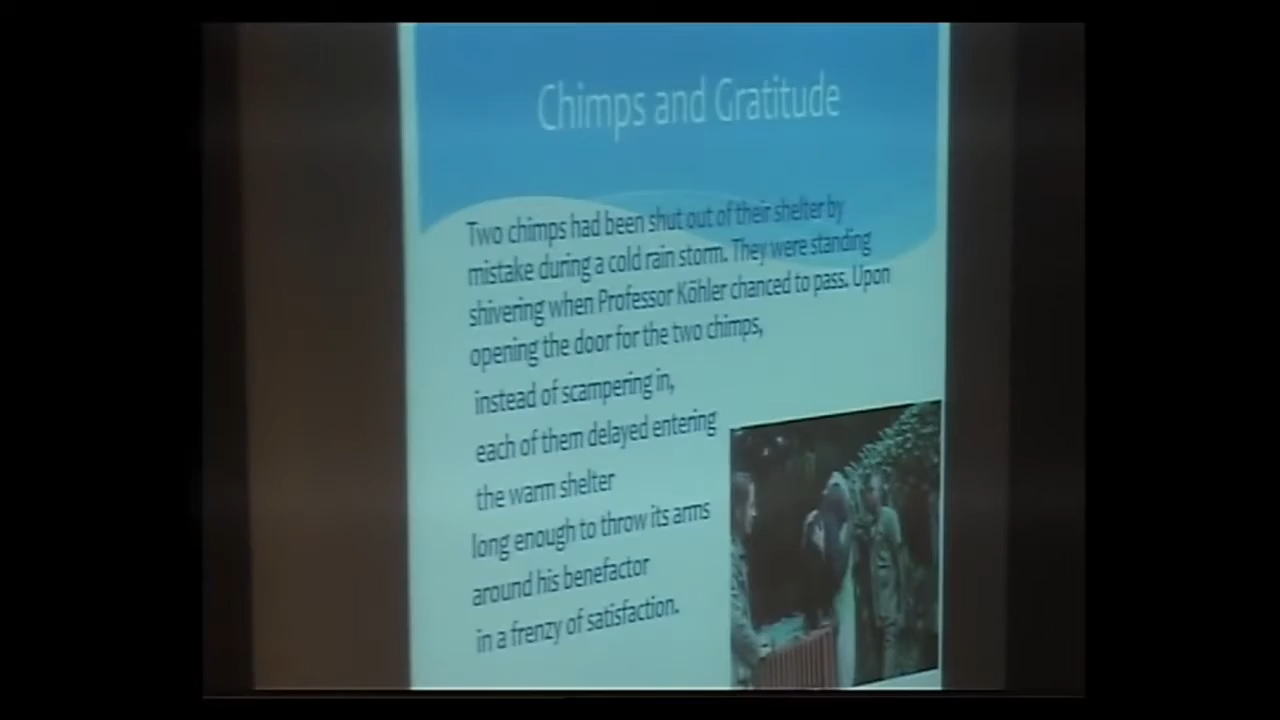 Chimps and Gratitude
Two chimps had been shut out of their shelter by
mistake during a cold rain storm. They were standing
shivering when Professor Köhler chanced to pass. Upon
opening the door for the two chimps,
instead of scampering in,
each of them delayed entering
the warm shelter
long enough to throw its arms
around his benefactor
in a frenzy of satisfaction.